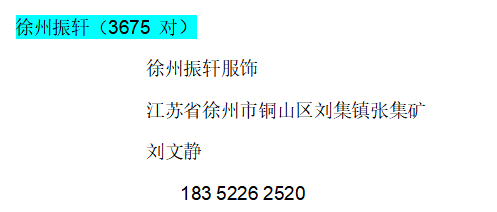 徐州振轩（3675 对）
徐州振轩服饰
江苏省徐州市铜山区刘集镇张集矿
刘文静
183 5226 2520